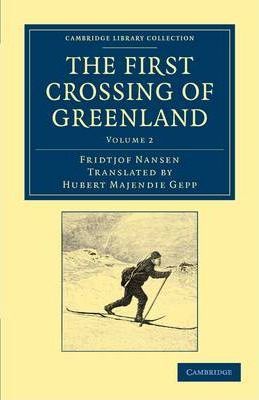 CAMBRIDGE LIBRARY COLLECTION
THE FIRST
CROSSING OF
GREENLAND
VOLUME 2
FRIDTJOF NANSEN
TRANSLATED BY
HUBERT MAJENDIE GEPP
CAMBRIDGE